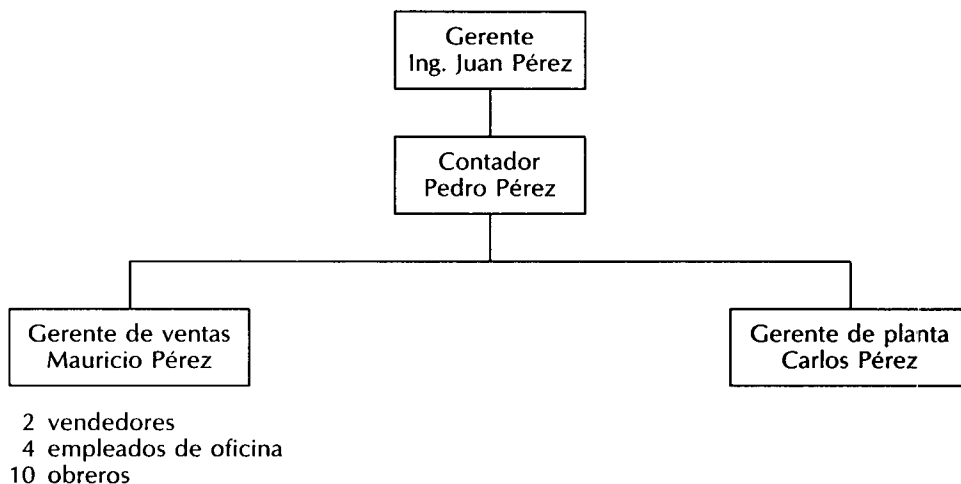 Gerente
Ing. Juan Pérez
Contador
Pedro Pérez
Gerente de ventas
Mauricio Pérez
Gerente de planta
Carlos Pérez
2 vendedores
4 empleados de oficina
10 obreros